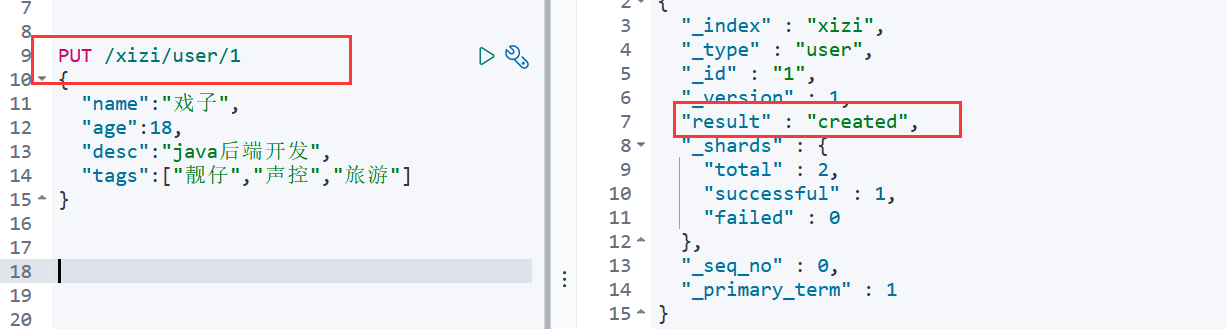 7
8
9 PUT /xizi/user/1
10 {
11 "name":"戏子",
12 "age":18,
13 "desc":"java后端开发",
14 "tags":["靓仔","声控","旅游"]
15 }
16
17
18
19
20
2 {
3 "_index" : "xizi",
4 "_type" : "user",
5 "_id" : "1",
6 "_version" : 1,
7 "result" : "created",
8 "_shards" : {
9 "total" : 2,
10 "successful" : 1,
11 "failed" : 0
12 },
13 "_seq_no" : 0,
14 "_primary_term" : 1
15 }